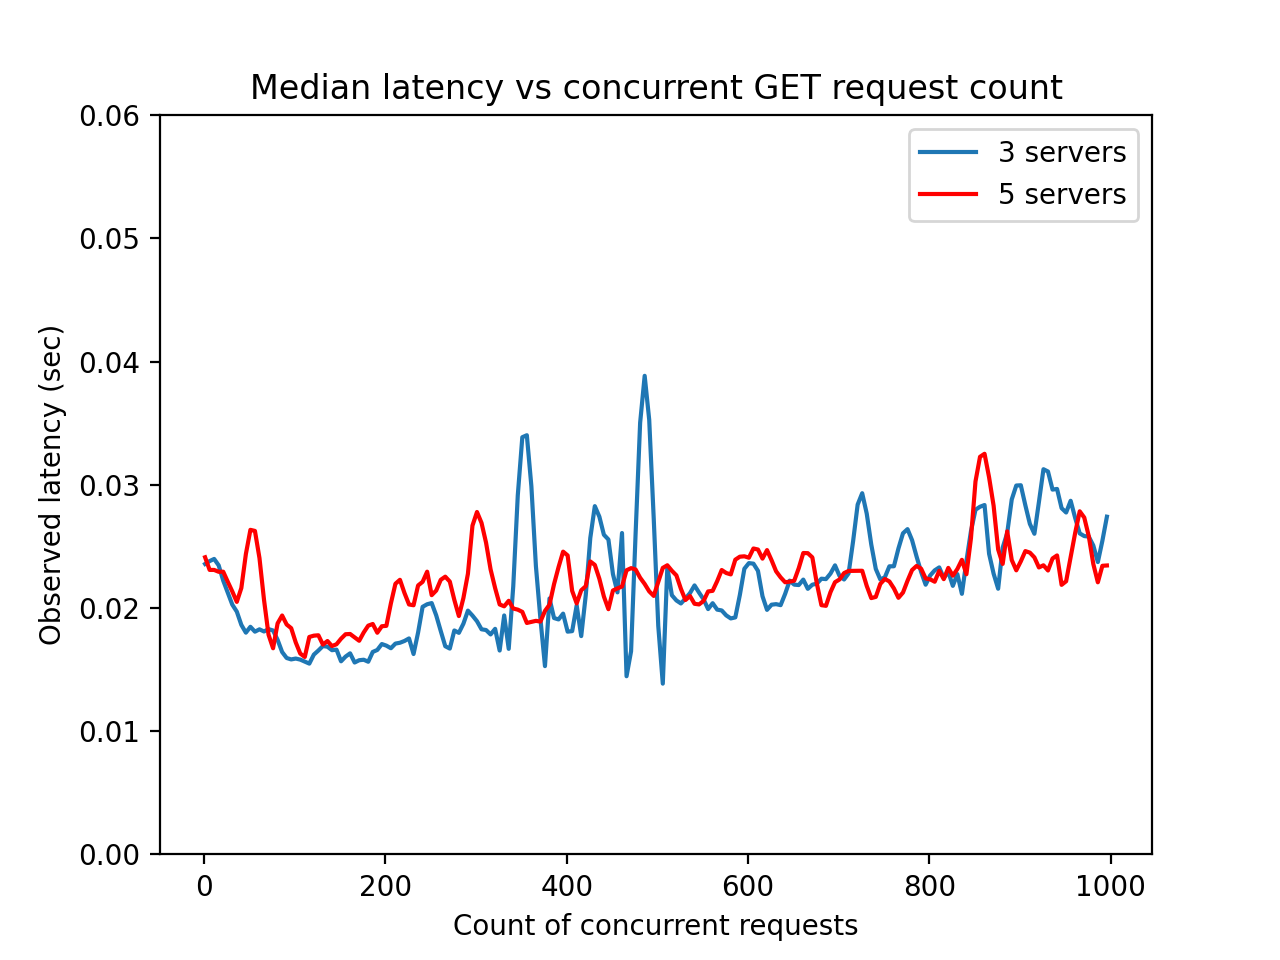 Median latency vs concurrent GET request count
3 servers
5 servers
Observed latency (sec)
0.06
0.05
0.04
0.03
0.02
0.01
0.00
0 200 400 600 800 1000
Count of concurrent requests